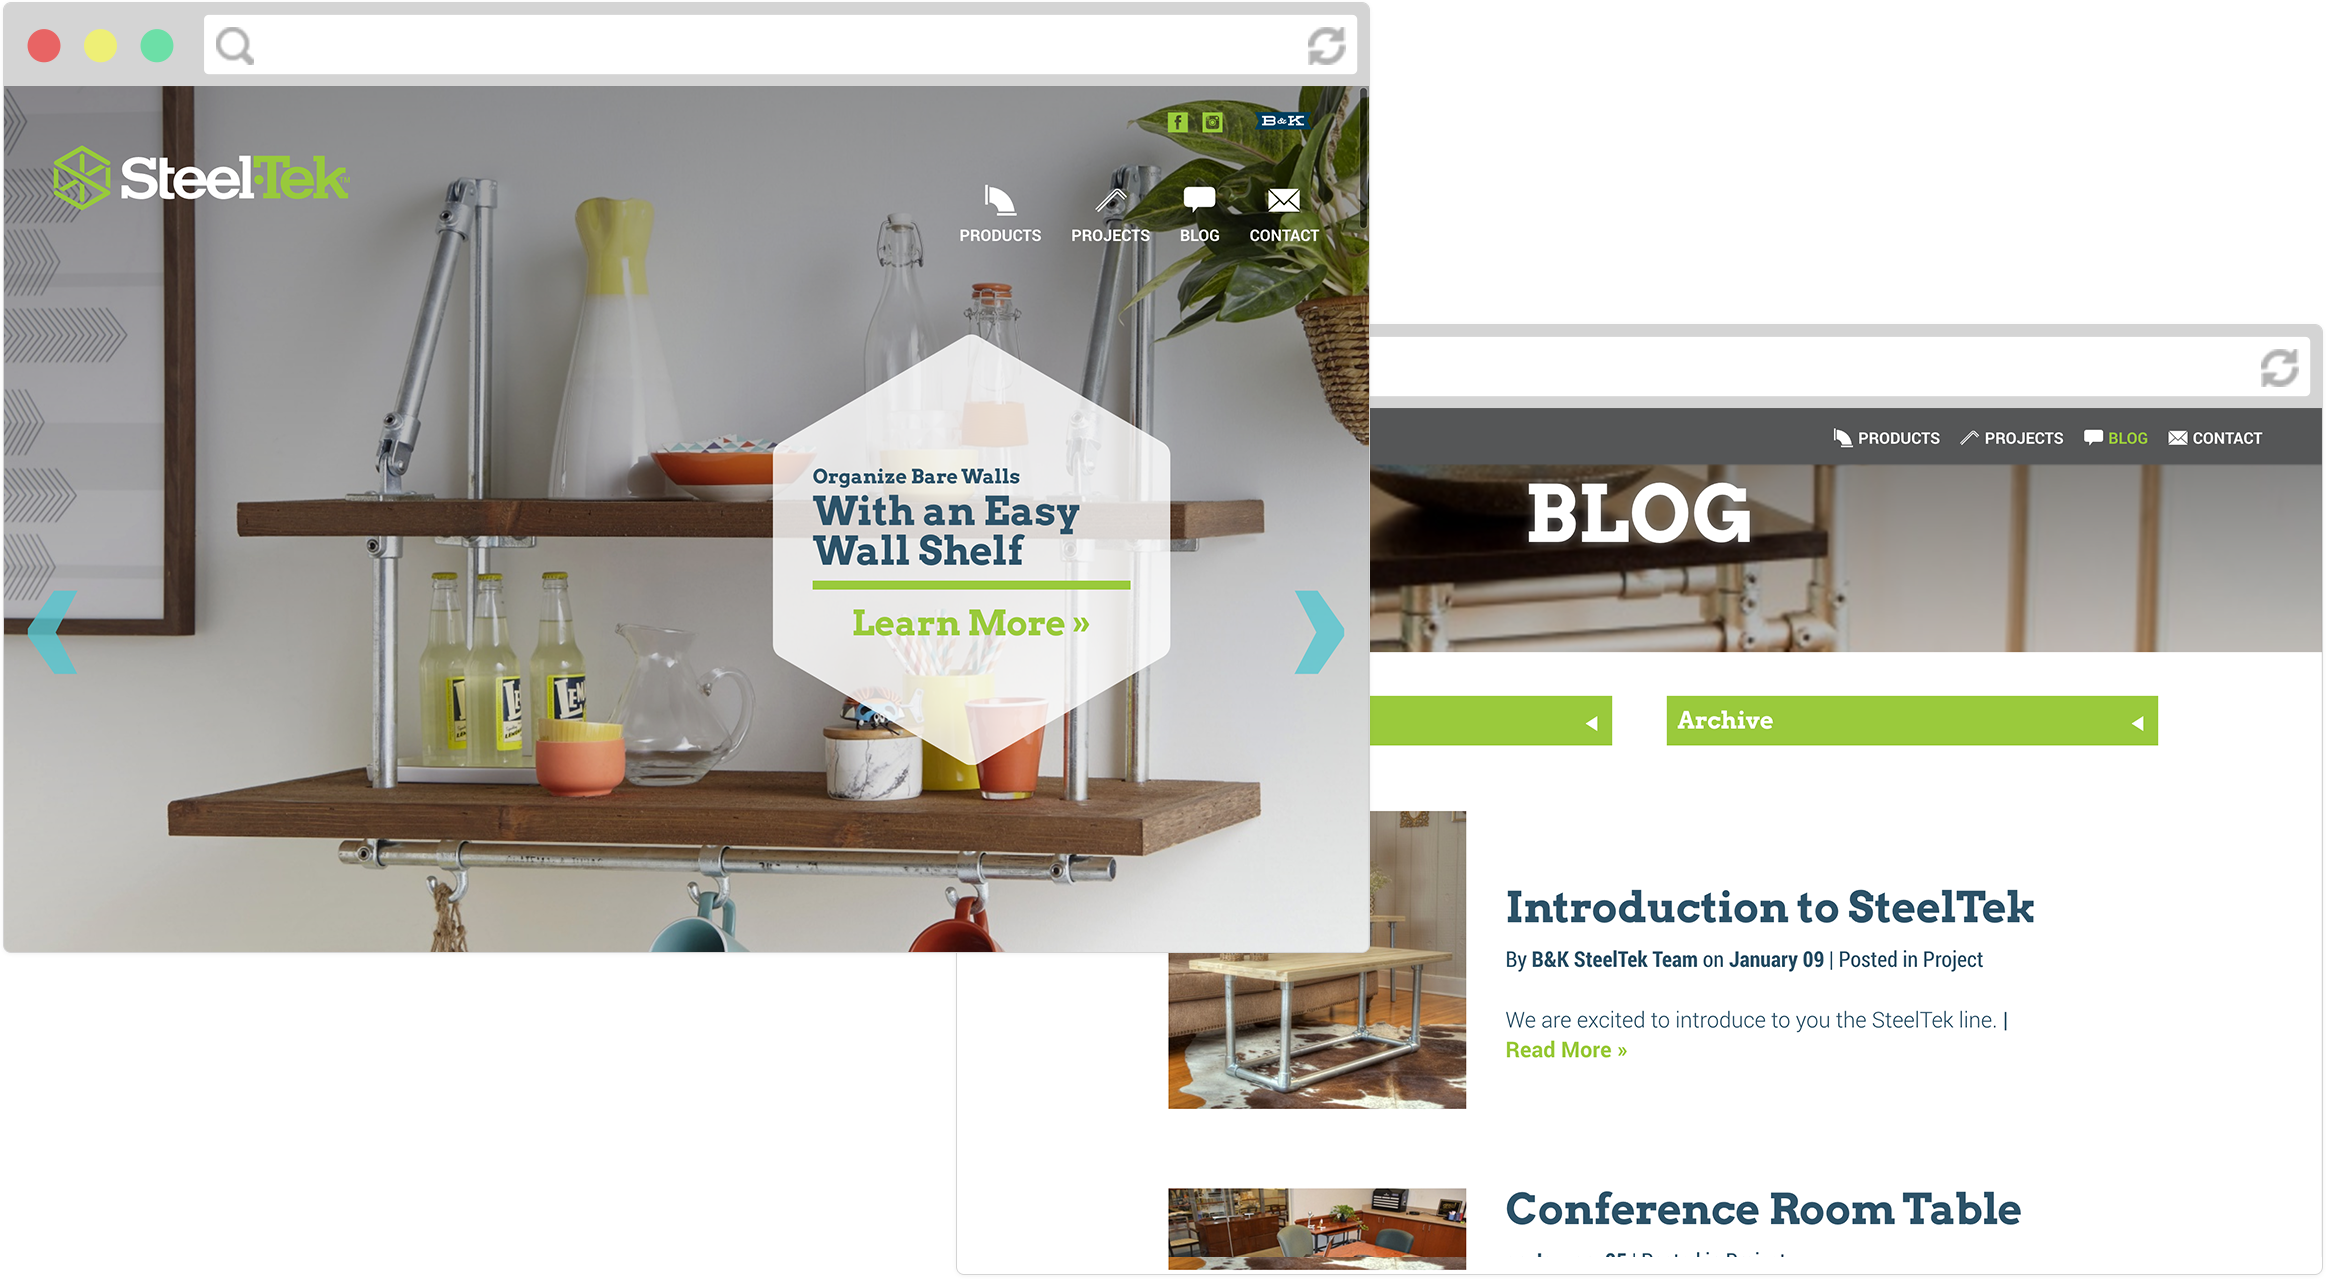 B&K
Steel·Tek™
PRODUCTS PROJECTS BLOG CONTACT
Organize Bare Walls
With an Easy
Wall Shelf
Learn More »
PRODUCTS PROJECTS BLOG CONTACT
BLOG
Archive
Introduction to SteelTek
By B&K SteelTek Team on January 09 | Posted in Project
We are excited to introduce to you the SteelTek line. |
Read More »
Conference Room Table